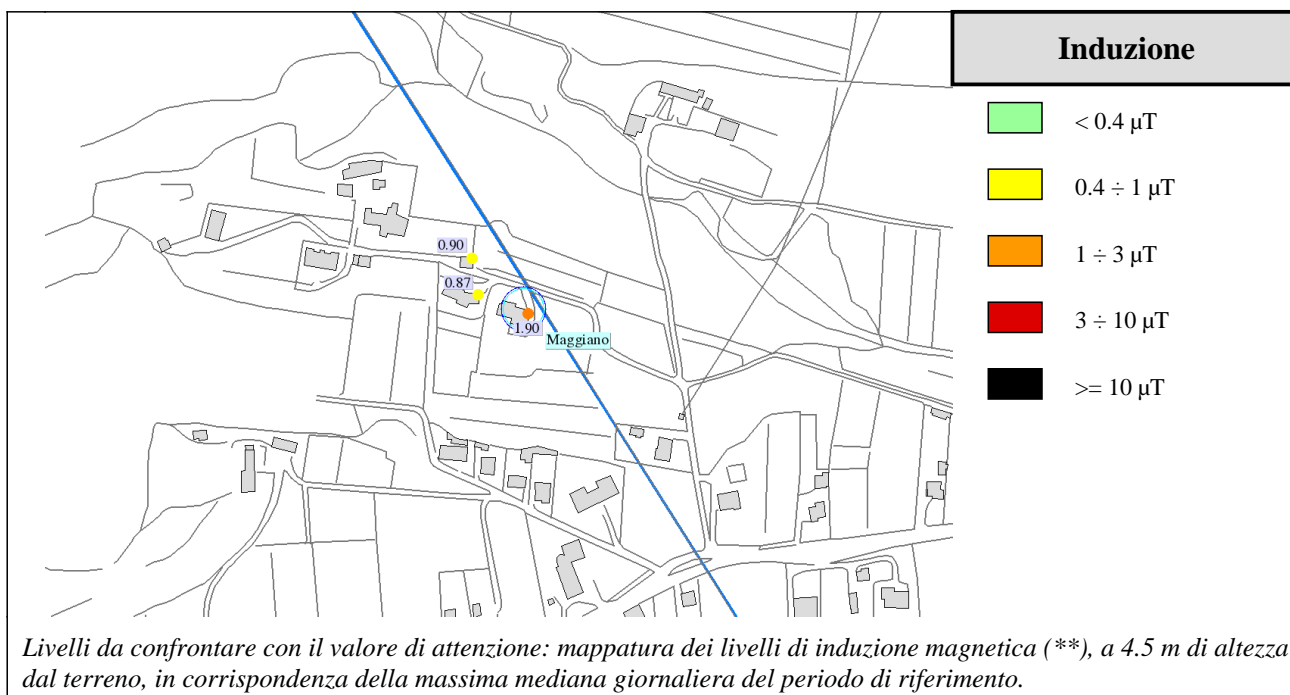 Induzione
< 0.4 µT
0.4 ÷ 1 µT
1 ÷ 3 µT
3 ÷ 10 µT
>= 10 µT
0.90
0.87
1.90
Maggiano
Livelli da confrontare con il valore di attenzione: mappatura dei livelli di induzione magnetica (**), a 4.5 m di altezza
dal terreno, in corrispondenza della massima mediana giornaliera del periodo di riferimento.